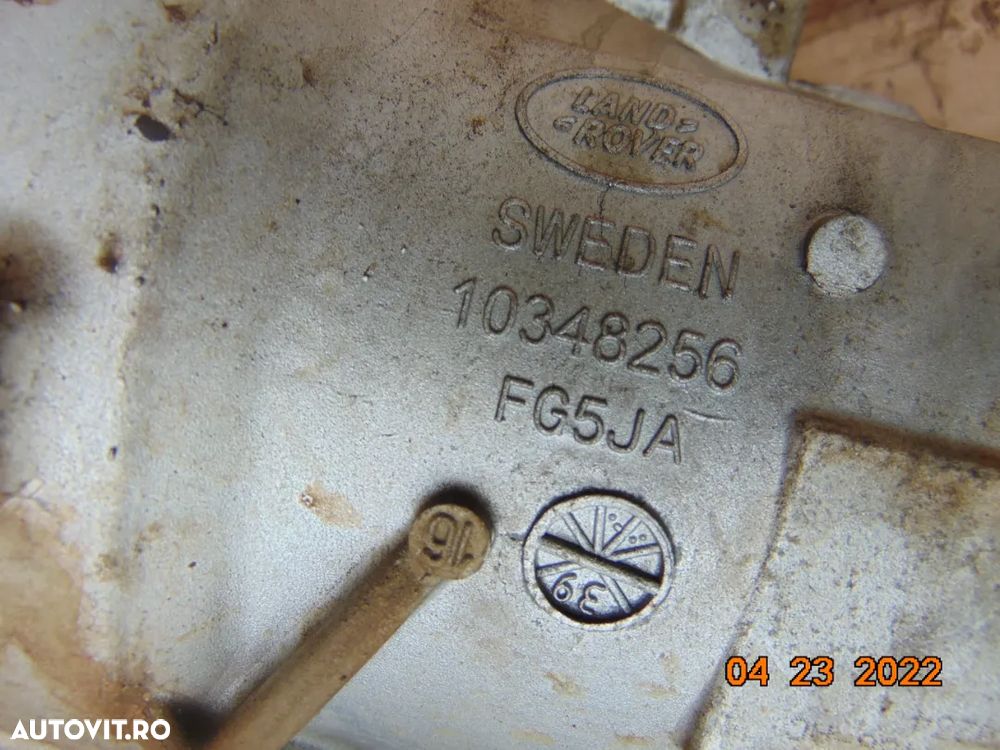 LAND
ROVER
SWEDEN
10348256
FG5JA
16
39
04 23 2022
AUTOVIT.RO